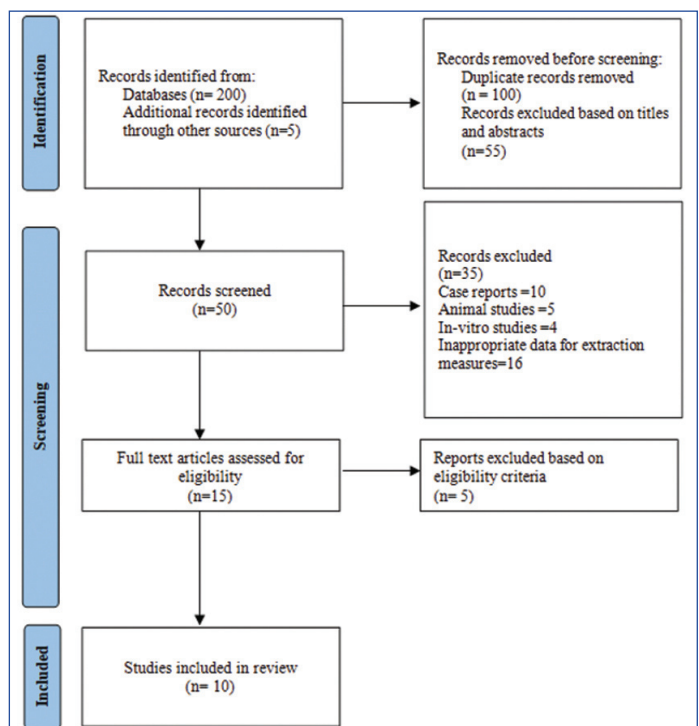 Identification
Records identified from:
Databases (n= 200)
Additional records identified
through other sources (n=5)
Records removed before screening:
Duplicate records removed
(n = 100)
Records excluded based on titles
and abstracts
(n=55)
Screening
Records screened
(n=50)
Records excluded
(n=35)
Case reports =10
Animal studies =5
In-vitro studies =4
Inappropriate data for extraction
measures=16
Full text articles assessed for
eligibility
(n=15)
Reports excluded based on
eligibility criteria
(n= 5)
Included
Studies included in review
(n= 10)